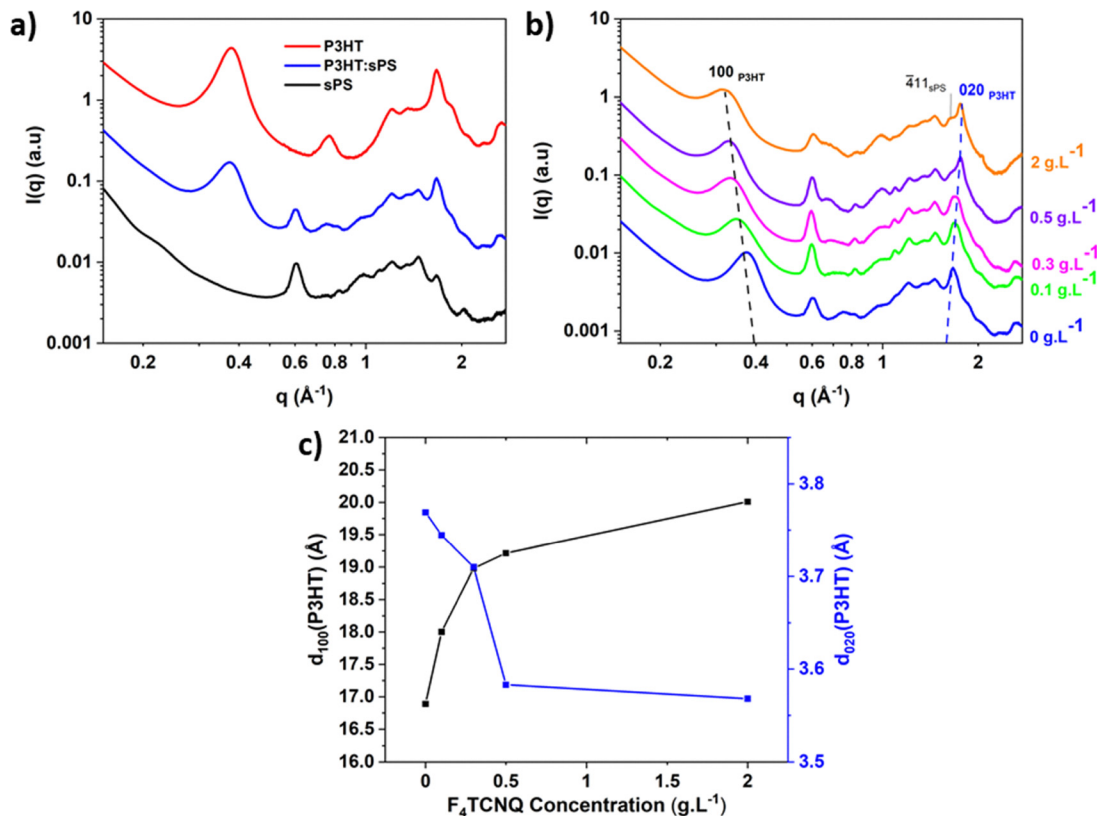 a)
I(q) (a.u)
10
1
0.1
0.01
0.001
P3HT
P3HT:sPS
sPS
0.2
0.4
0.6
0.8
1
2
q (Å⁻¹)
b)
I(q) (a.u)
10
1
0.1
0.01
0.001
100 P3HT
4̅11sPS
020 P3HT
2 g.L⁻¹
0.5 g.L⁻¹
0.3 g.L⁻¹
0.1 g.L⁻¹
0 g.L⁻¹
0.2
0.4
0.6
0.8
1
2
q (Å⁻¹)
c)
d₁₀₀(P3HT) (Å)
21.0
20.5
20.0
19.5
19.0
18.5
18.0
17.5
17.0
16.5
16.0
3.8
3.7
3.6
3.5
d₀₂₀(P3HT) (Å)
0
0.5
1
1.5
2
F₄TCNQ Concentration (g.L⁻¹)